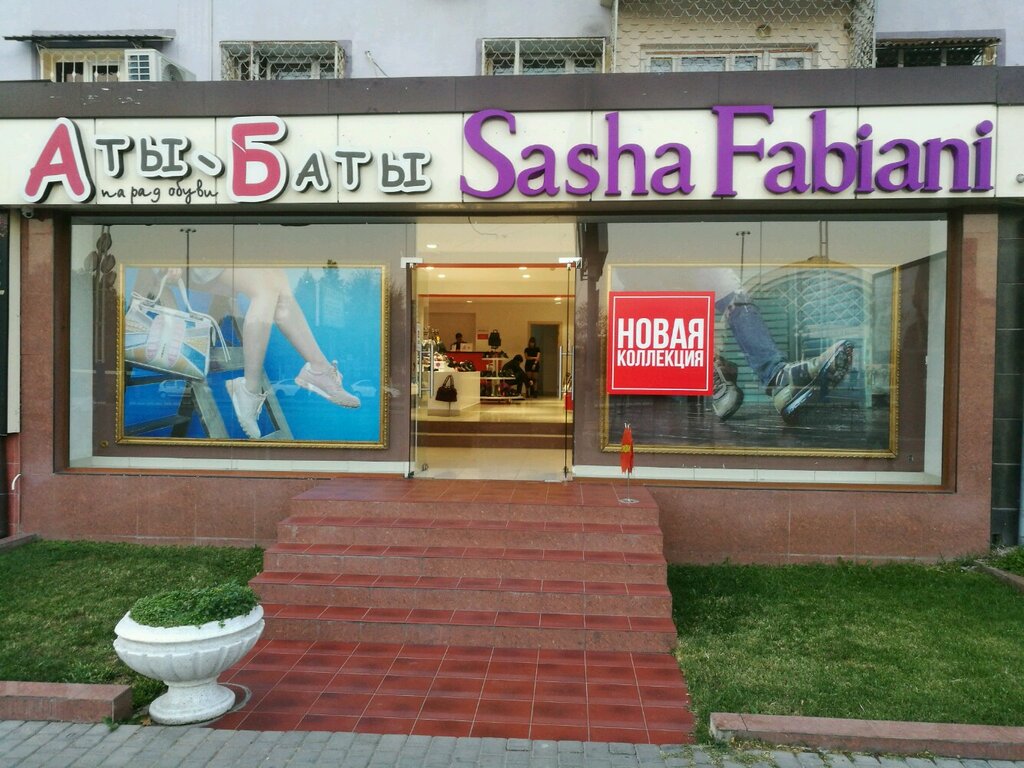 Аты-Баты
парад обуви
Sasha Fabiani
НОВАЯ
КОЛЛЕКЦИЯ